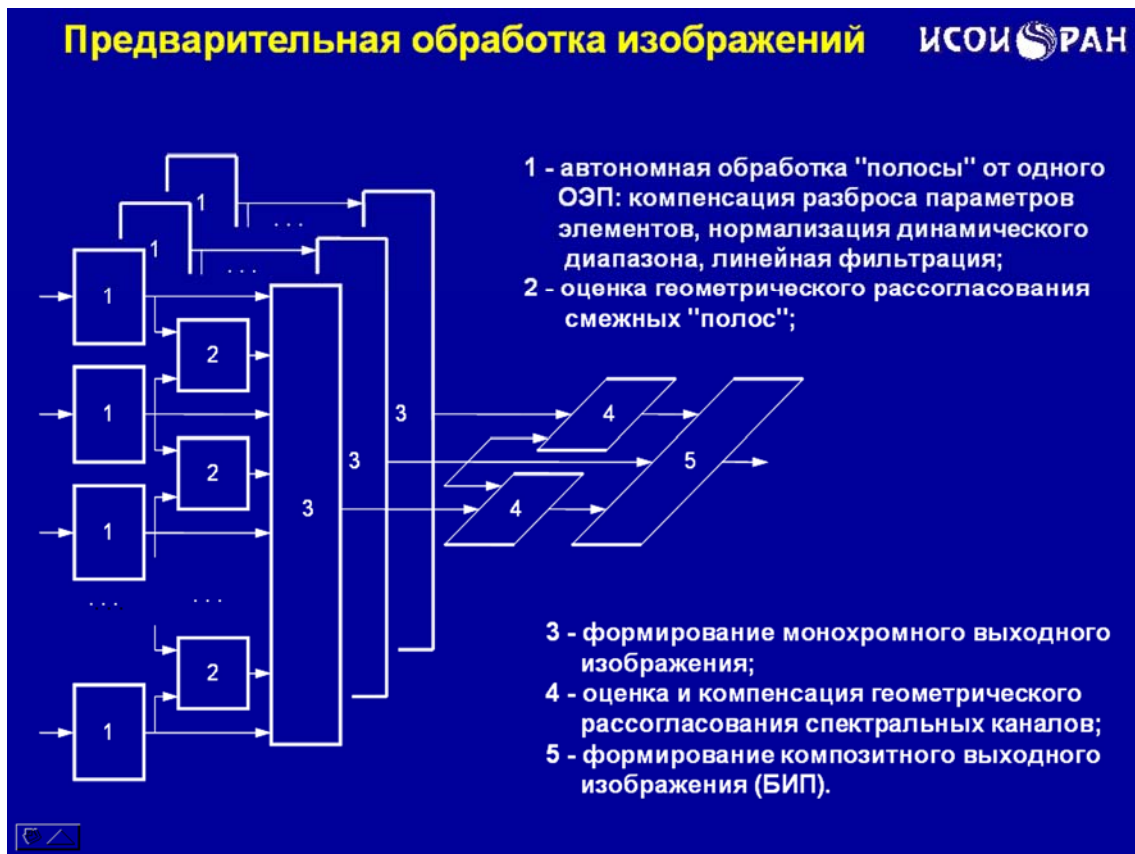 Предварительная обработка изображений
ИСОИ РАН
1 - автономная обработка "полосы" от одного
ОЭП: компенсация разброса параметров
элементов, нормализация динамического
диапазона, линейная фильтрация;
2 - оценка геометрического рассогласования
смежных "полос";
1
. . .
1
. . .
1
2
1
3
3
4
2
3
5
1
3
4
. . .
. . .
2
1
3 - формирование монохромного выходного
изображения;
4 - оценка и компенсация геометрического
рассогласования спектральных каналов;
5 - формирование композитного выходного
изображения (БИП).